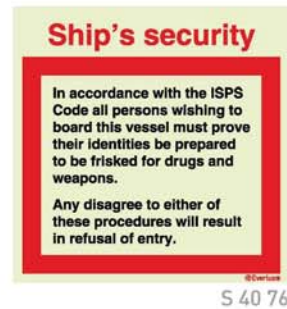 Ship's security
In accordance with the ISPS
Code all persons wishing to
board this vessel must prove
their identities be prepared
to be frisked for drugs and
weapons.
Any disagree to either of
these procedures will result
in refusal of entry.
©Everluxe
S 40 76